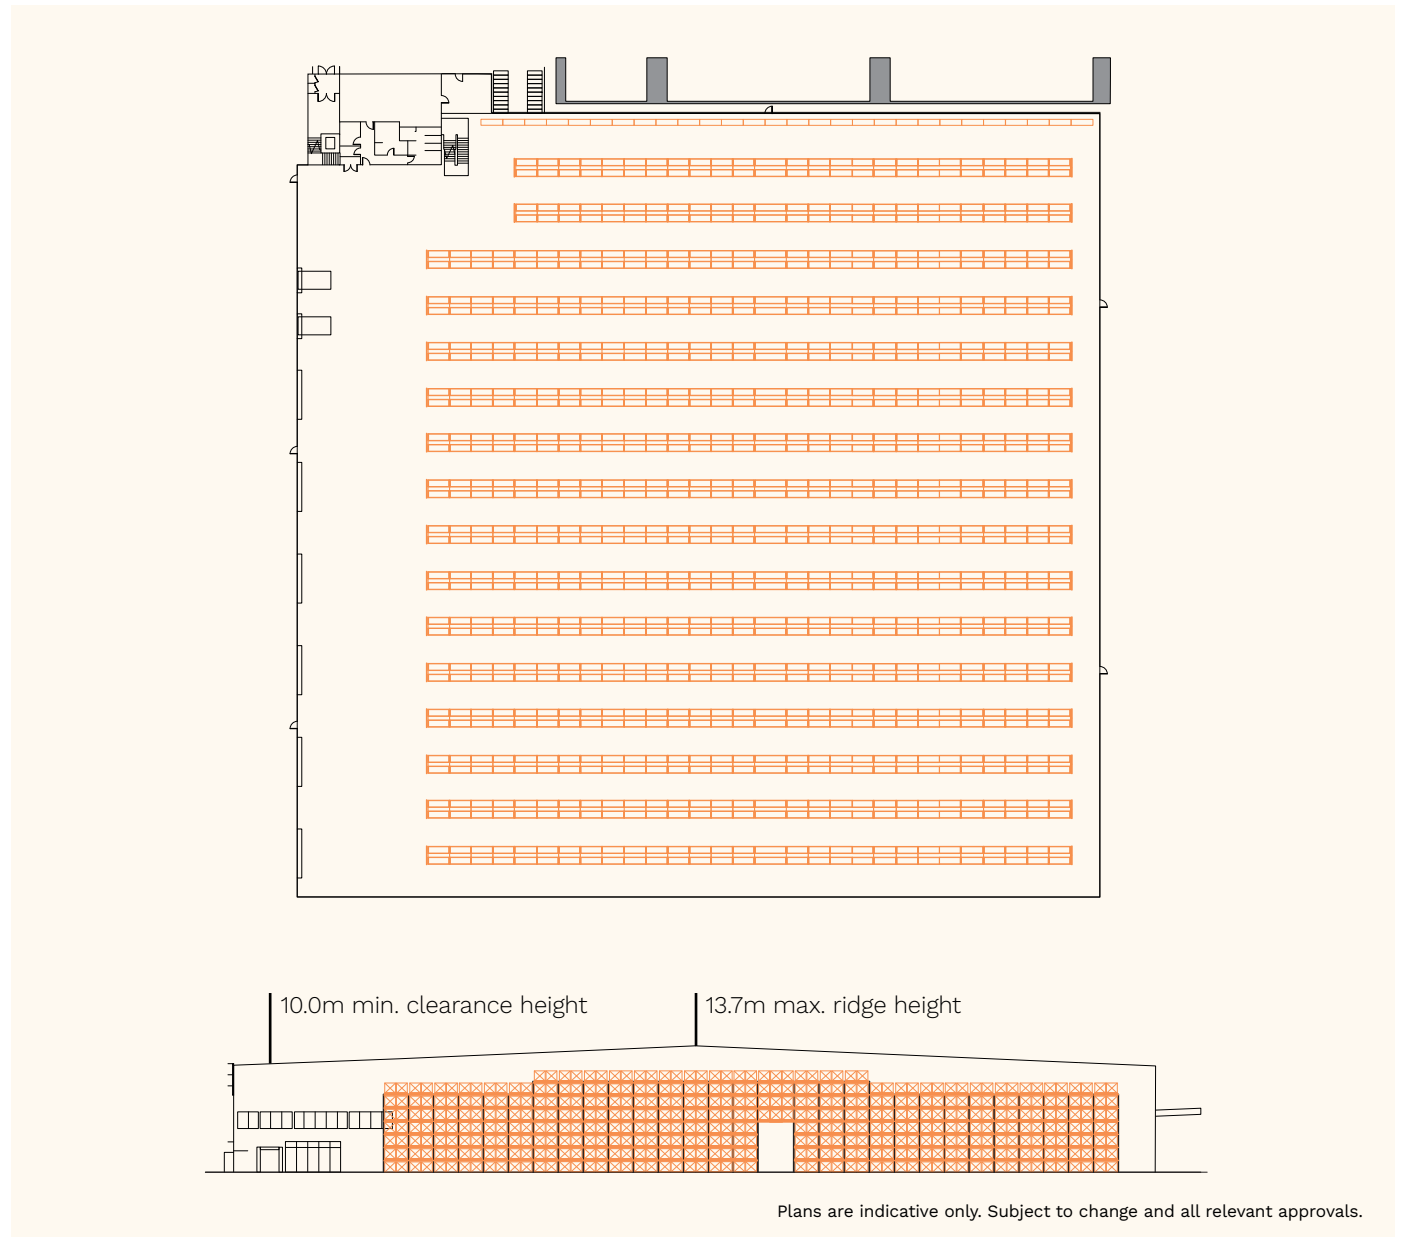 10.0m min. clearance height
13.7m max. ridge height
Plans are indicative only. Subject to change and all relevant approvals.